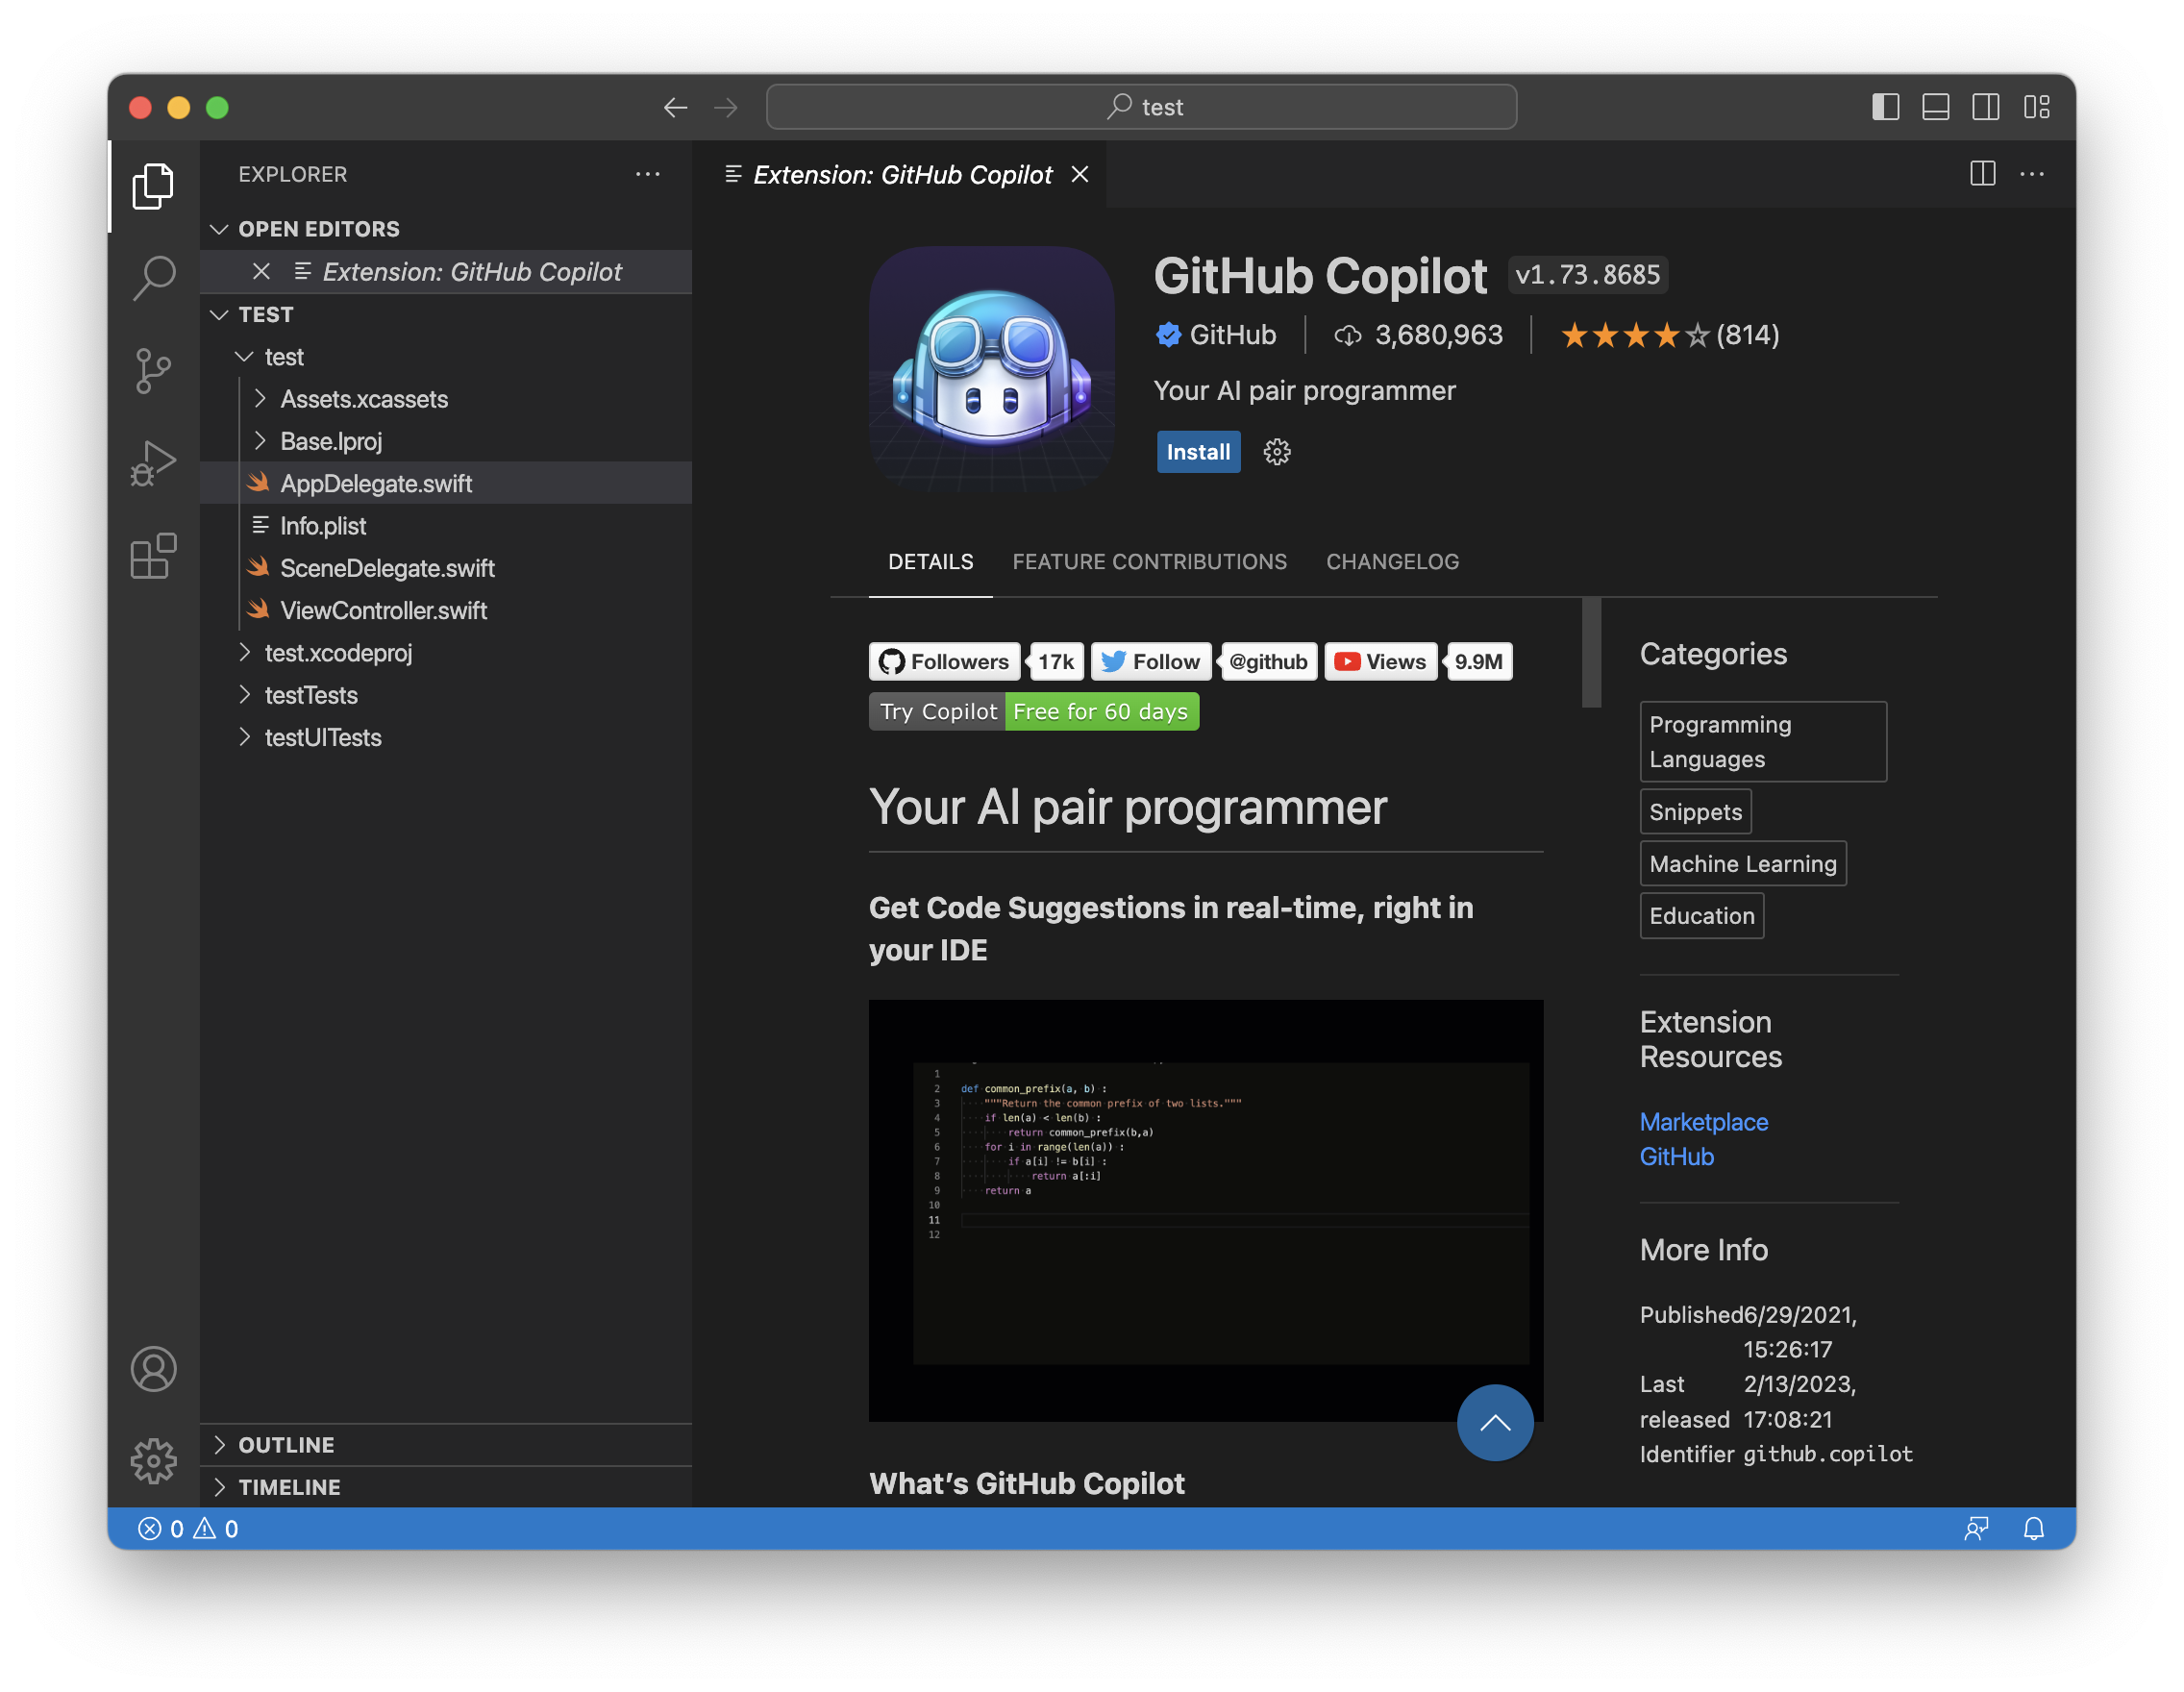 test
EXPLORER
OPEN EDITORS
Extension: GitHub Copilot
TEST
test
Assets.xcassets
Base.lproj
AppDelegate.swift
Info.plist
SceneDelegate.swift
ViewController.swift
test.xcodeproj
testTests
testUITests
OUTLINE
TIMELINE
Extension: GitHub Copilot
GitHub Copilot v1.73.8685
GitHub 3,680,963 (814)
Your AI pair programmer
Install
DETAILS FEATURE CONTRIBUTIONS CHANGELOG
Followers 17k Follow @github Views 9.9M
Try Copilot Free for 60 days
Your AI pair programmer
Get Code Suggestions in real-time, right in
your IDE
1
2 def common_prefix(a, b) :
3 """Return the common prefix of two lists."""
4 if len(a) < len(b) :
5 return common_prefix(b,a)
6 for i in range(len(a)) :
7 if a[i] != b[i] :
8 return a[:i]
9 return a
10
11
12
What's GitHub Copilot
Categories
Programming
Languages
Snippets
Machine Learning
Education
Extension
Resources
Marketplace
GitHub
More Info
Published 6/29/2021,
15:26:17
Last 2/13/2023,
released 17:08:21
Identifier github.copilot
0 0